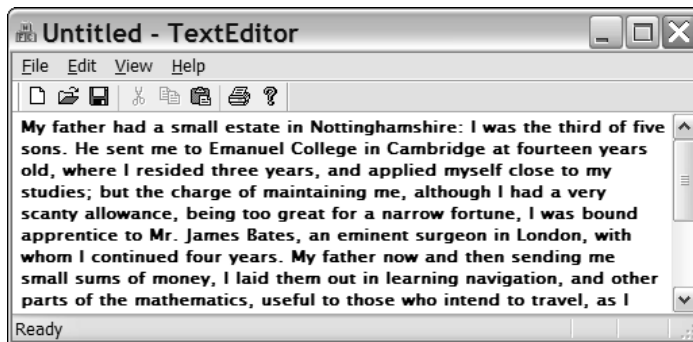 Untitled - TextEditor
File Edit View Help
My father had a small estate in Nottinghamshire: I was the third of five
sons. He sent me to Emanuel College in Cambridge at fourteen years
old, where I resided three years, and applied myself close to my
studies; but the charge of maintaining me, although I had a very
scanty allowance, being too great for a narrow fortune, I was bound
apprentice to Mr. James Bates, an eminent surgeon in London, with
whom I continued four years. My father now and then sending me
small sums of money, I laid them out in learning navigation, and other
parts of the mathematics, useful to those who intend to travel, as I
Ready